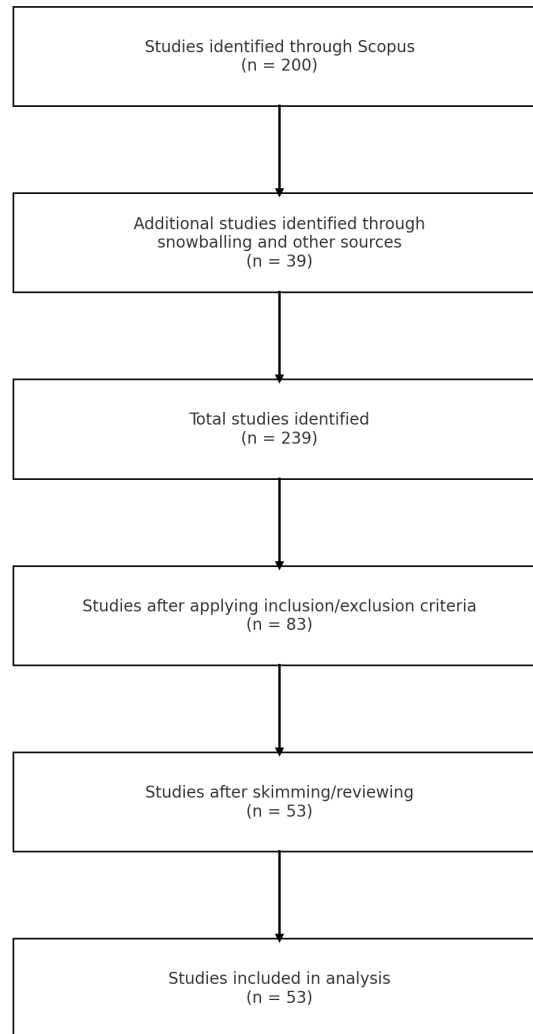 Studies identified through Scopus
(n = 200)
Additional studies identified through
snowballing and other sources
(n = 39)
Total studies identified
(n = 239)
Studies after applying inclusion/exclusion criteria
(n = 83)
Studies after skimming/reviewing
(n = 53)
Studies included in analysis
(n = 53)